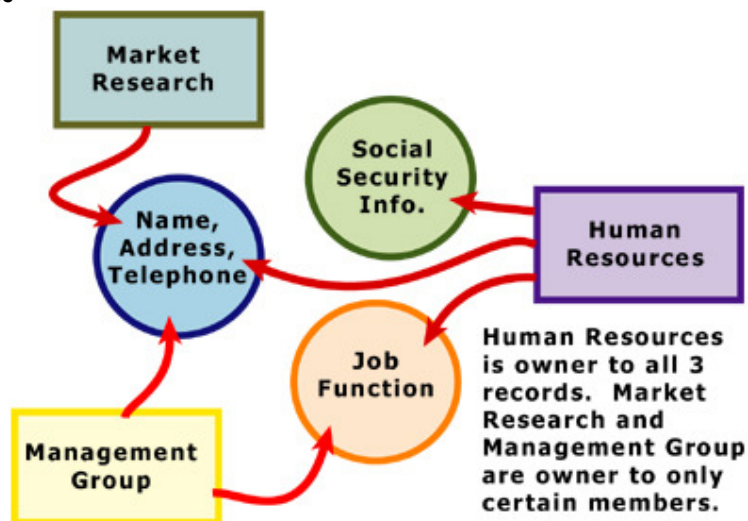 Market
Research
Social
Security
Info.
Name,
Address,
Telephone
Human
Resources
Job
Function
Management
Group
Human Resources
is owner to all 3
records.  Market
Research and
Management Group
are owner to only
certain members.